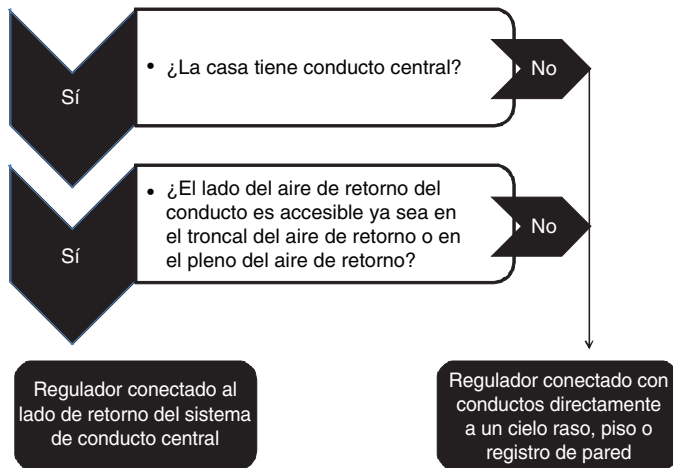 • ¿La casa tiene conducto central?
No
Sí
• ¿El lado del aire de retorno del
conducto es accesible ya sea en
el troncal del aire de retorno o en
el pleno del aire de retorno?
No
Sí
Regulador conectado al
lado de retorno del sistema
de conducto central
Regulador conectado con
conductos directamente
a un cielo raso, piso o
registro de pared